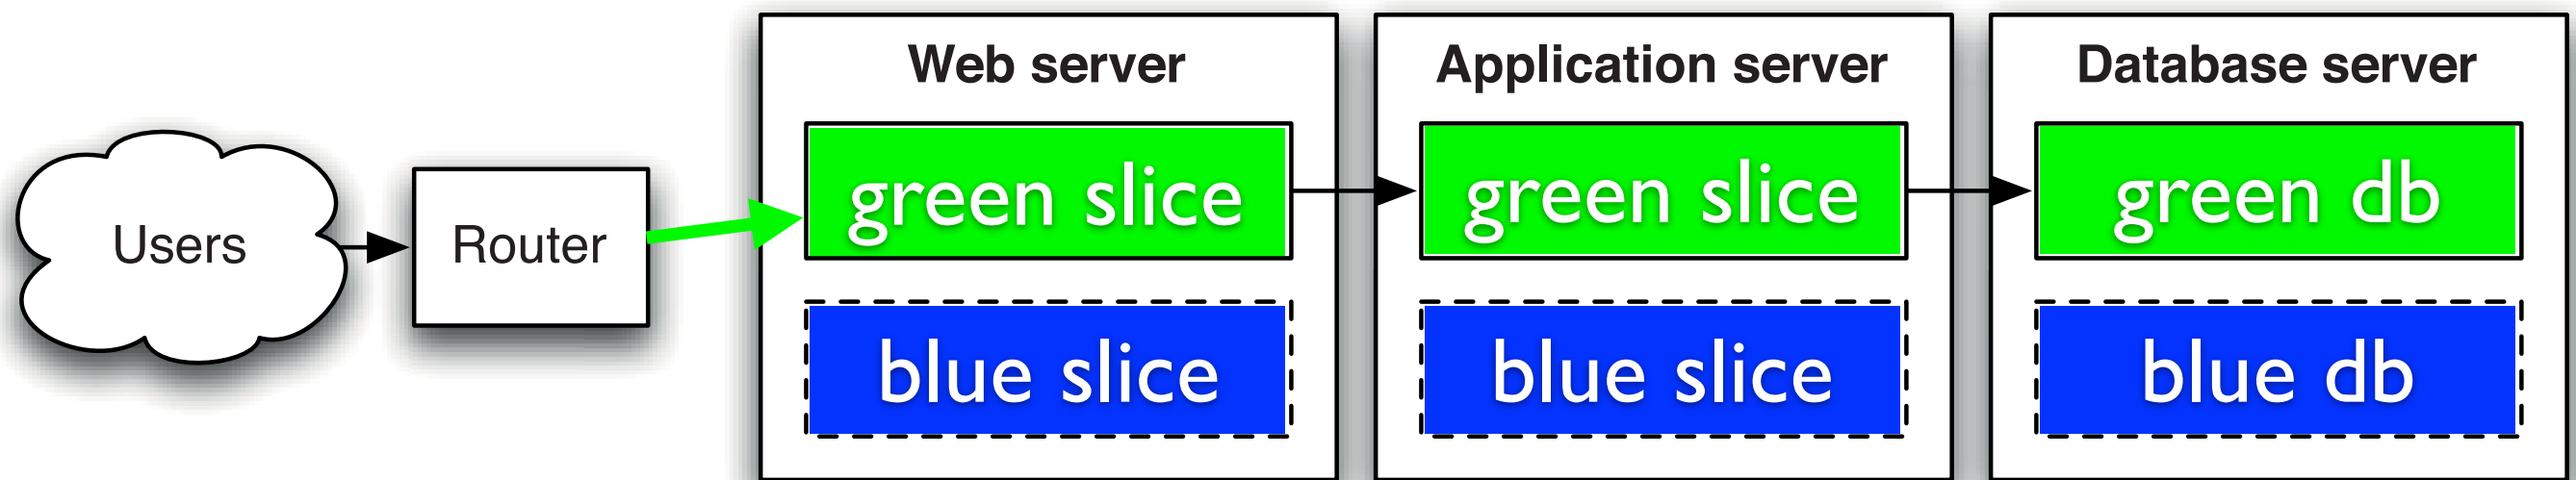 Users
Router
Web server
green slice
blue slice
Application server
green slice
blue slice
Database server
green db
blue db